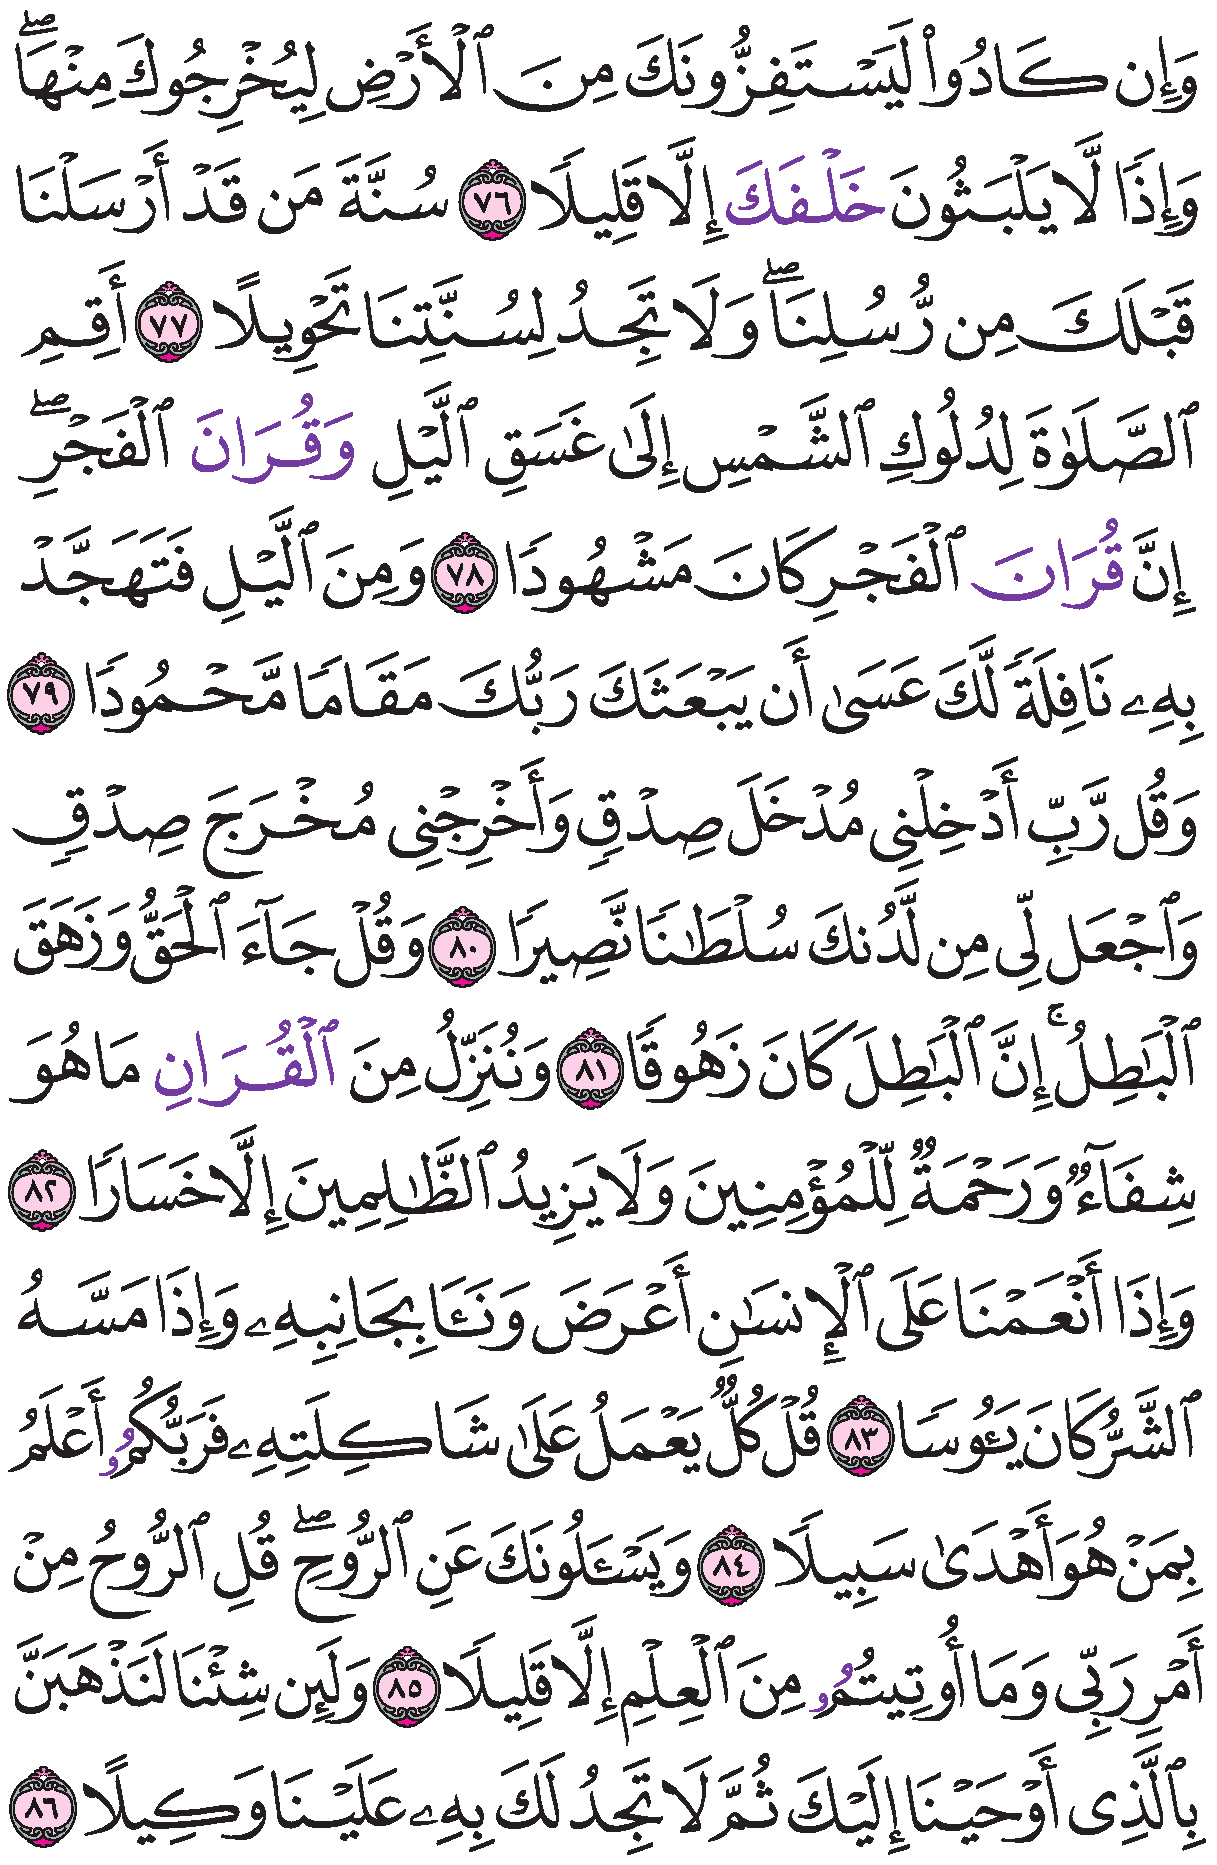 وَإِن كَادُوا۟ لَيَسْتَفِزُّونَكَ مِنَ ٱلْأَرْضِ لِيُخْرِجُوكَ مِنْهَا ۖ
وَإِذًا لَّا يَلْبَثُونَ خَلْفَكَ إِلَّا قَلِيلًا ٧٦ سُنَّةَ مَن قَدْ أَرْسَلْنَا
قَبْلَكَ مِن رُّسُلِنَا ۖ وَلَا تَجِدُ لِسُنَّتِنَا تَحْوِيلًا ٧٧ أَقِمِ
ٱلصَّلَوٰةَ لِدُلُوكِ ٱلشَّمْسِ إِلَىٰ غَسَقِ ٱلَّيْلِ وَقُرَانَ ٱلْفَجْرِ ۖ
إِنَّ قُرَانَ ٱلْفَجْرِ كَانَ مَشْهُودًا ٧٨ وَمِنَ ٱلَّيْلِ فَتَهَجَّدْ
بِهِۦ نَافِلَةً لَّكَ عَسَىٰ أَن يَبْعَثَكَ رَبُّكَ مَقَامًا مَّحْمُودًا ٧٩
وَقُل رَّبِّ أَدْخِلْنِى مُدْخَلَ صِدْقٍ وَأَخْرِجْنِى مُخْرَجَ صِدْقٍ
وَٱجْعَل لِّى مِن لَّدُنكَ سُلْطَٰنًا نَّصِيرًا ٨٠ وَقُلْ جَآءَ ٱلْحَقُّ وَزَهَقَ
ٱلْبَٰطِلُ ۚ إِنَّ ٱلْبَٰطِلَ كَانَ زَهُوقًا ٨١ وَنُنَزِّلُ مِنَ ٱلْقُرَانِ مَا هُوَ
شِفَآءٌ وَرَحْمَةٌ لِّلْمُؤْمِنِينَ وَلَا يَزِيدُ ٱلظَّٰلِمِينَ إِلَّا خَسَارًا ٨٢
وَإِذَا أَنْعَمْنَا عَلَى ٱلْإِنسَٰنِ أَعْرَضَ وَنَـَٔا بِجَانِبِهِۦ وَإِذَا مَسَّهُ
ٱلشَّرُّ كَانَ يَـُٔوسًا ٨٣ قُلْ كُلٌّ يَعْمَلُ عَلَىٰ شَاكِلَتِهِۦ فَرَبُّكُمُۥ أَعْلَمُ
بِمَنْ هُوَ أَهْدَىٰ سَبِيلًا ٨٤ وَيَسْـَٔلُونَكَ عَنِ ٱلرُّوحِ ۖ قُلِ ٱلرُّوحُ مِنْ
أَمْرِ رَبِّى وَمَا أُوتِيتُمُۥ مِنَ ٱلْعِلْمِ إِلَّا قَلِيلًا ٨٥ وَلَئِن شِئْنَا لَنَذْهَبَنَّ
بِٱلَّذِى أَوْحَيْنَا إِلَيْكَ ثُمَّ لَا تَجِدُ لَكَ بِهِۦ عَلَيْنَا وَكِيلًا ٨٦